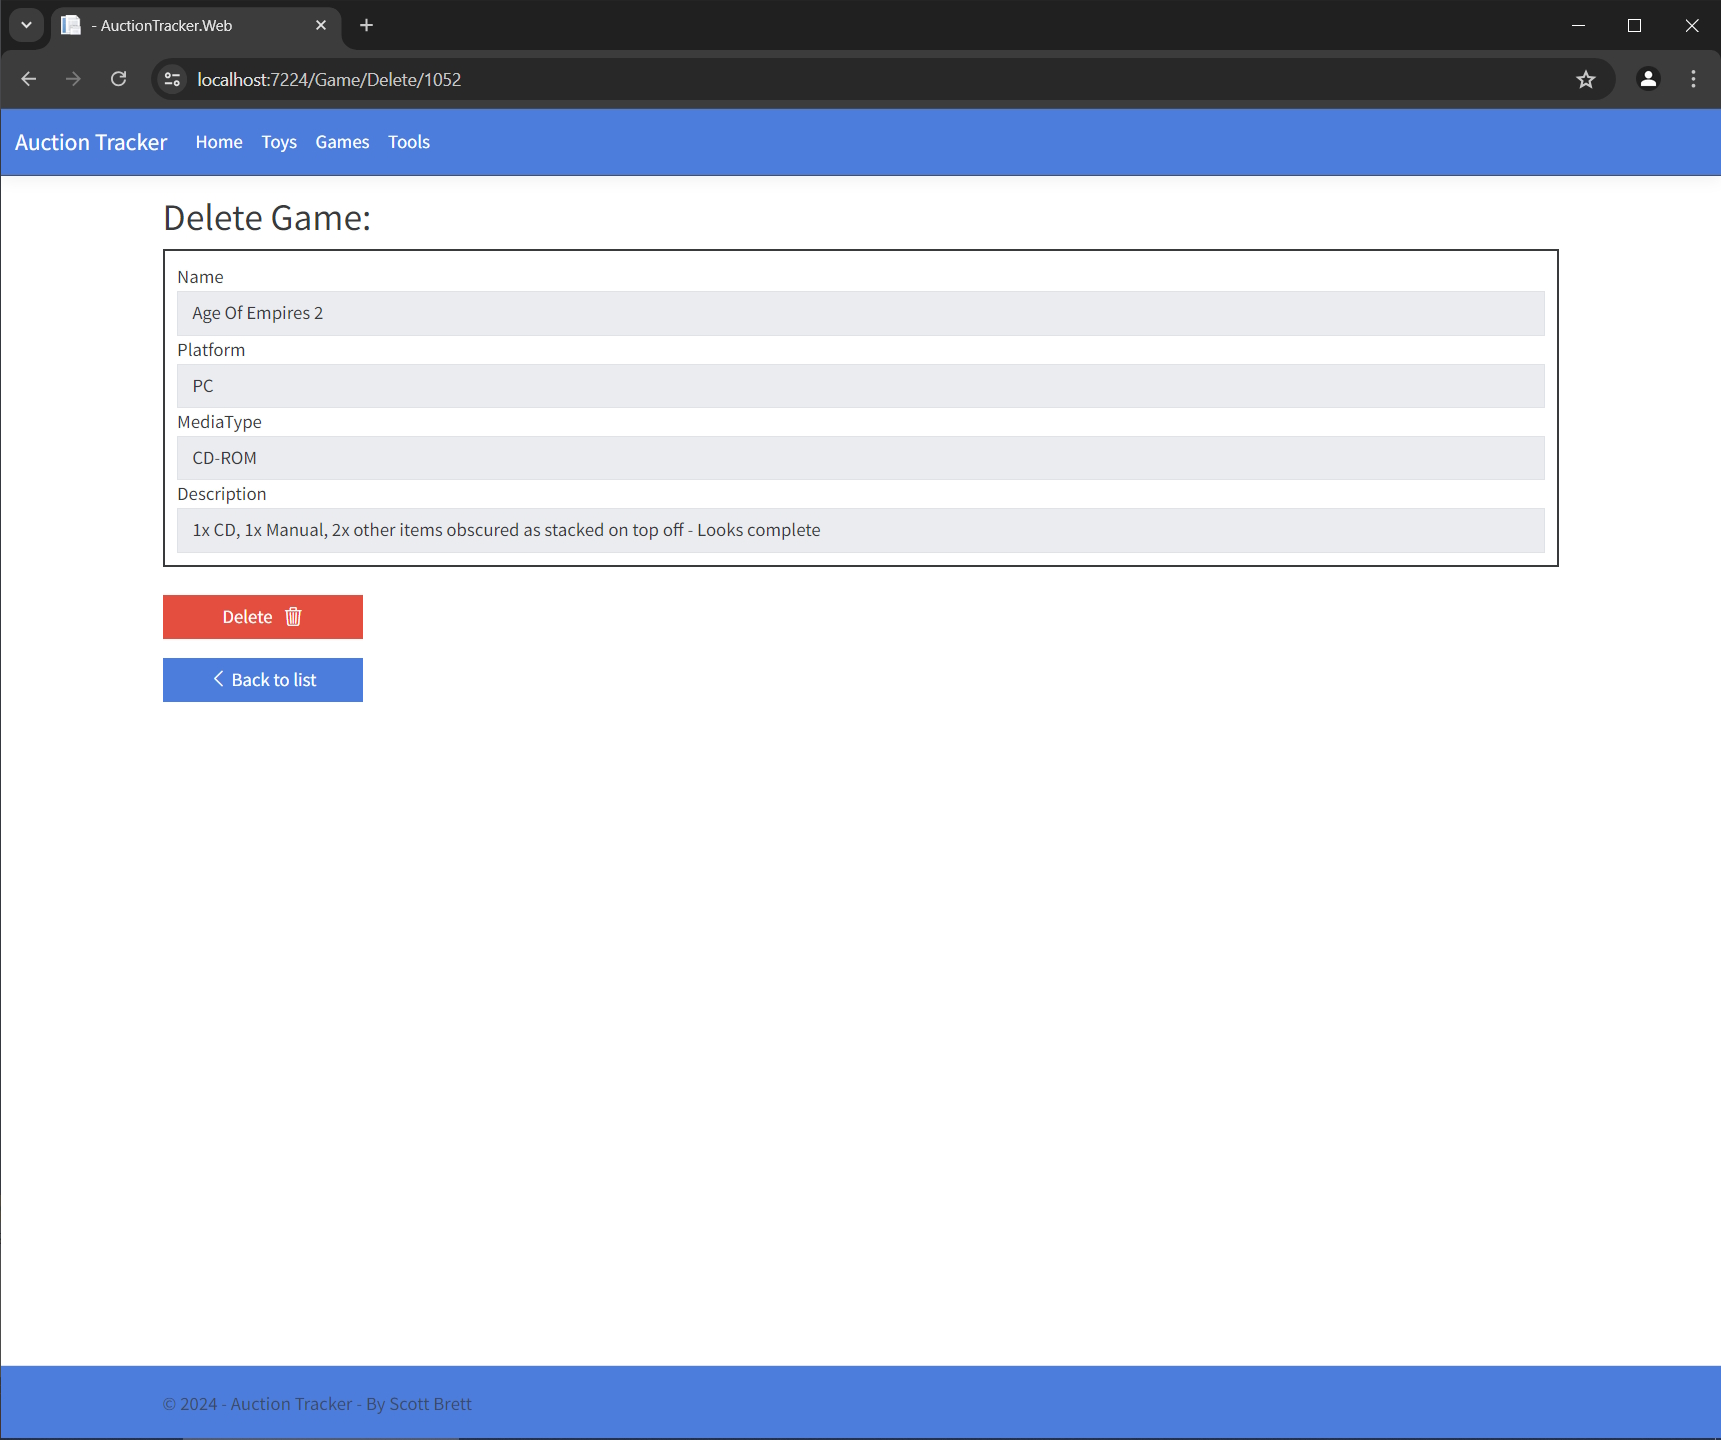 - AuctionTracker.Web
localhost:7224/Game/Delete/1052
Auction Tracker Home Toys Games Tools
Delete Game:
Name
Age Of Empires 2
Platform
PC
MediaType
CD-ROM
Description
1x CD, 1x Manual, 2x other items obscured as stacked on top off - Looks complete
Delete
Back to list
© 2024 - Auction Tracker - By Scott Brett